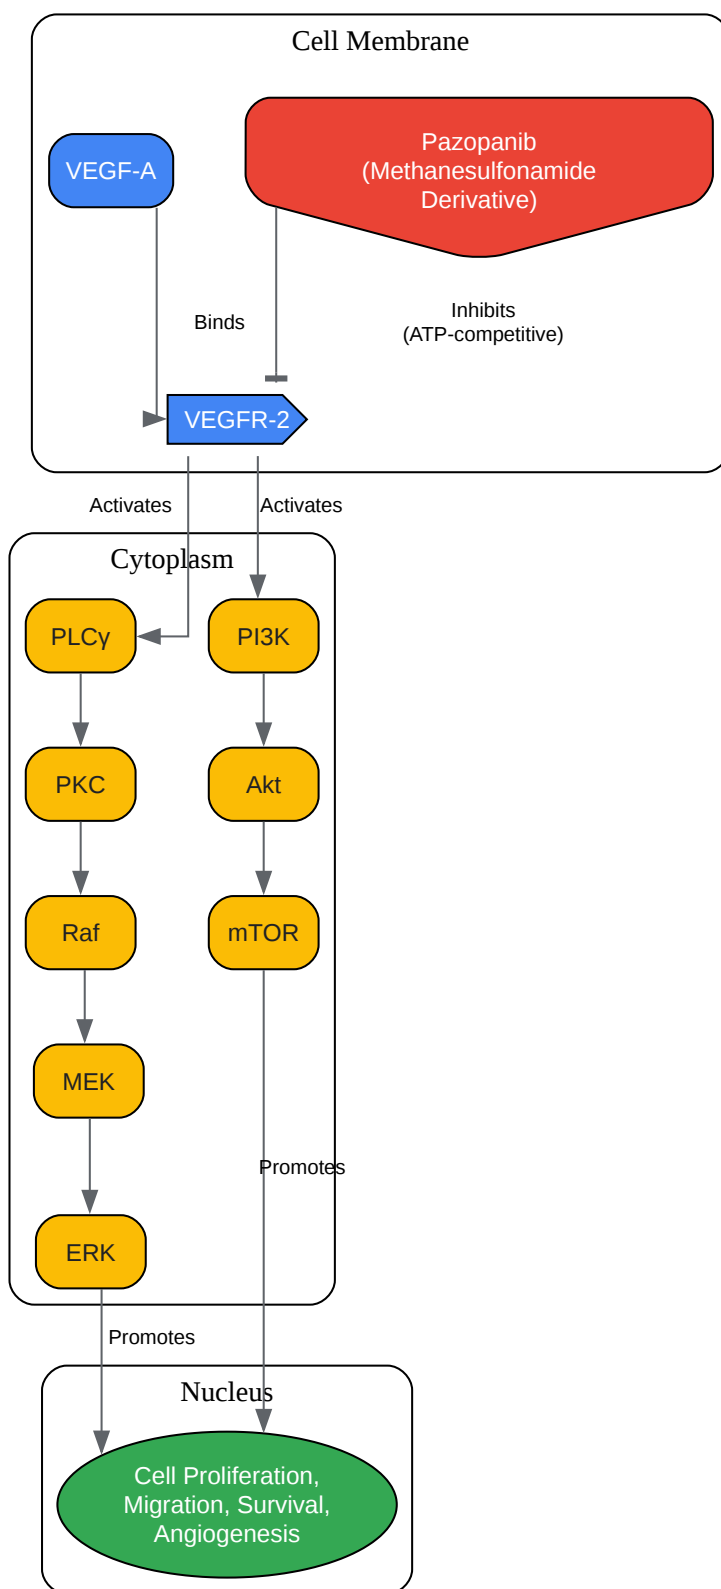 Cell Membrane
VEGF-A
Pazopanib
(Methanesulfonamide
Derivative)
Binds
Inhibits
(ATP-competitive)
VEGFR-2
Activates
Activates
Cytoplasm
PLCγ
PI3K
PKC
Akt
Raf
mTOR
MEK
Promotes
ERK
Promotes
Nucleus
Cell Proliferation,
Migration, Survival,
Angiogenesis